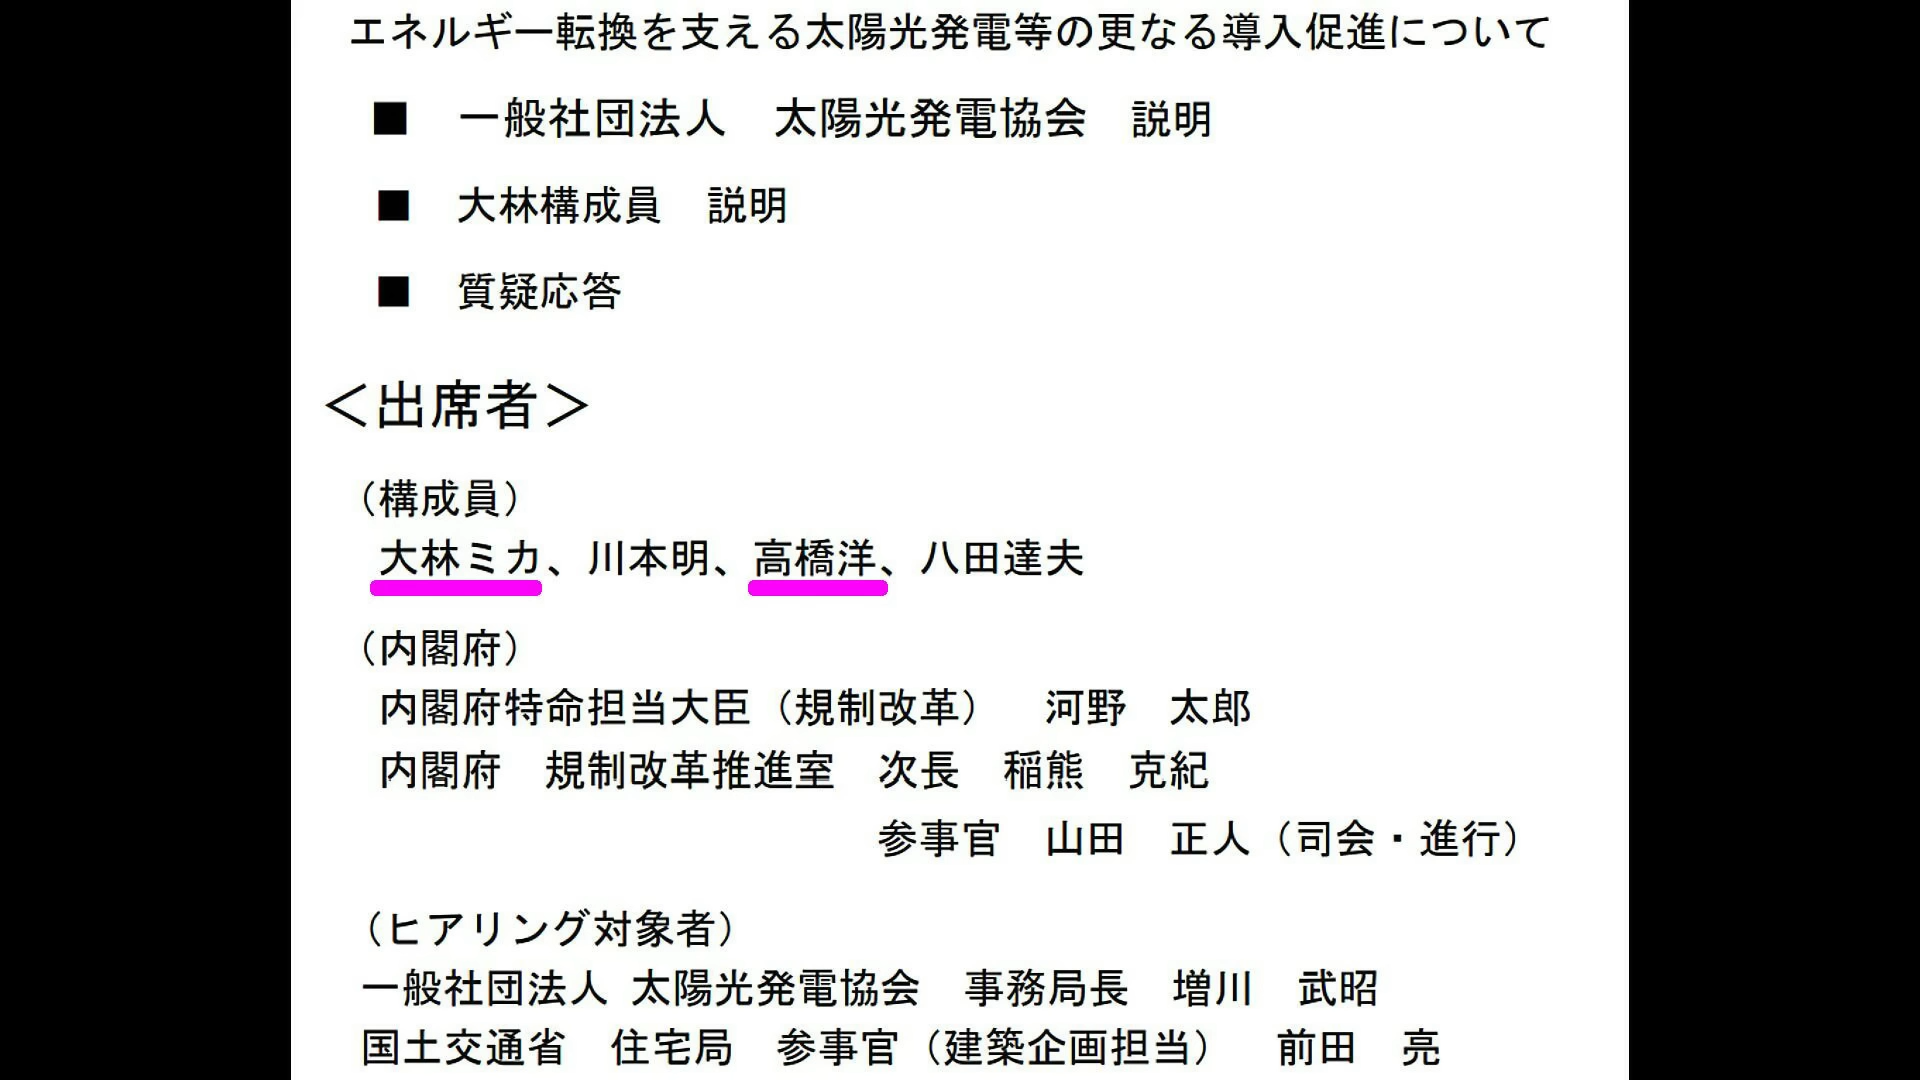 エネルギー転換を支える太陽光発電等の更なる導入促進について
■　一般社団法人　太陽光発電協会　説明
■　大林構成員　説明
■　質疑応答
＜出席者＞
（構成員）
大林ミカ、川本明、高橋洋、八田達夫
（内閣府）
内閣府特命担当大臣（規制改革）　河野　太郎
内閣府　規制改革推進室　次長　稲熊　克紀
参事官　山田　正人（司会・進行）
（ヒアリング対象者）
一般社団法人 太陽光発電協会　事務局長　増川　武昭
国土交通省　住宅局　参事官（建築企画担当）　前田　亮